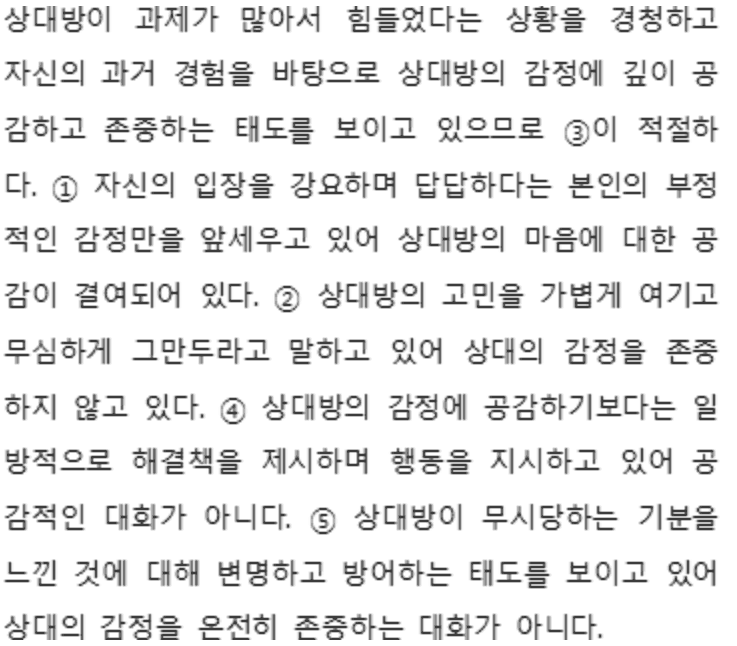 상대방이 과제가 많아서 힘들었다는 상황을 경청하고
자신의 과거 경험을 바탕으로 상대방의 감정에 깊이 공
감하고 존중하는 태도를 보이고 있으므로 ③이 적절하
다. ① 자신의 입장을 강요하며 답답하다는 본인의 부정
적인 감정만을 앞세우고 있어 상대방의 마음에 대한 공
감이 결여되어 있다. ② 상대방의 고민을 가볍게 여기고
무심하게 그만두라고 말하고 있어 상대의 감정을 존중
하지 않고 있다. ④ 상대방의 감정에 공감하기보다는 일
방적으로 해결책을 제시하며 행동을 지시하고 있어 공
감적인 대화가 아니다. ⑤ 상대방이 무시당하는 기분을
느낀 것에 대해 변명하고 방어하는 태도를 보이고 있어
상대의 감정을 온전히 존중하는 대화가 아니다.